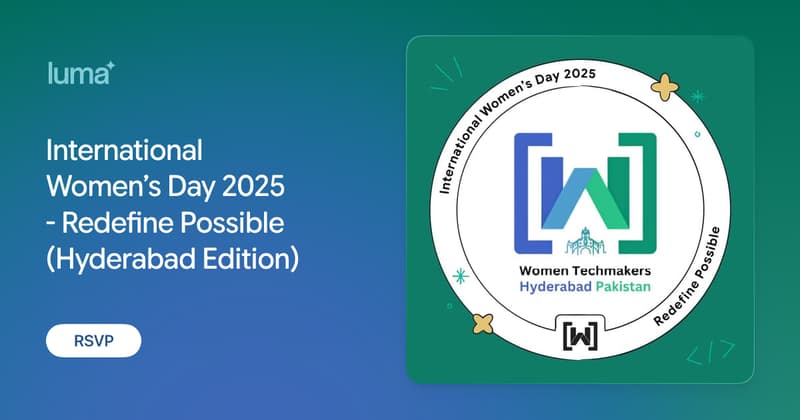 luma
International
Women's Day 2025
- Redefine Possible
(Hyderabad Edition)
RSVP
International Women's Day 2025
Women Techmakers
Hyderabad Pakistan
Redefine Possible
[W]